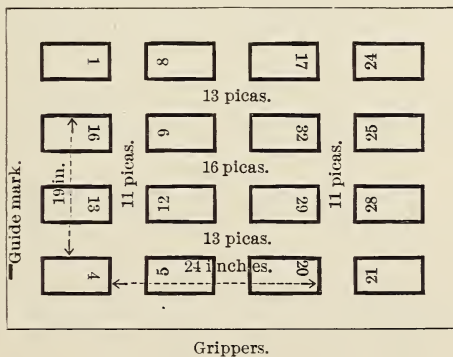 1 8 17 24
13 picas.
16 9 32 25
16 picas.
Guide mark.
19 in.
11 picas.
11 picas.
13 12 29 28
13 picas.
24 inches.
4 5 20 21
Grippers.